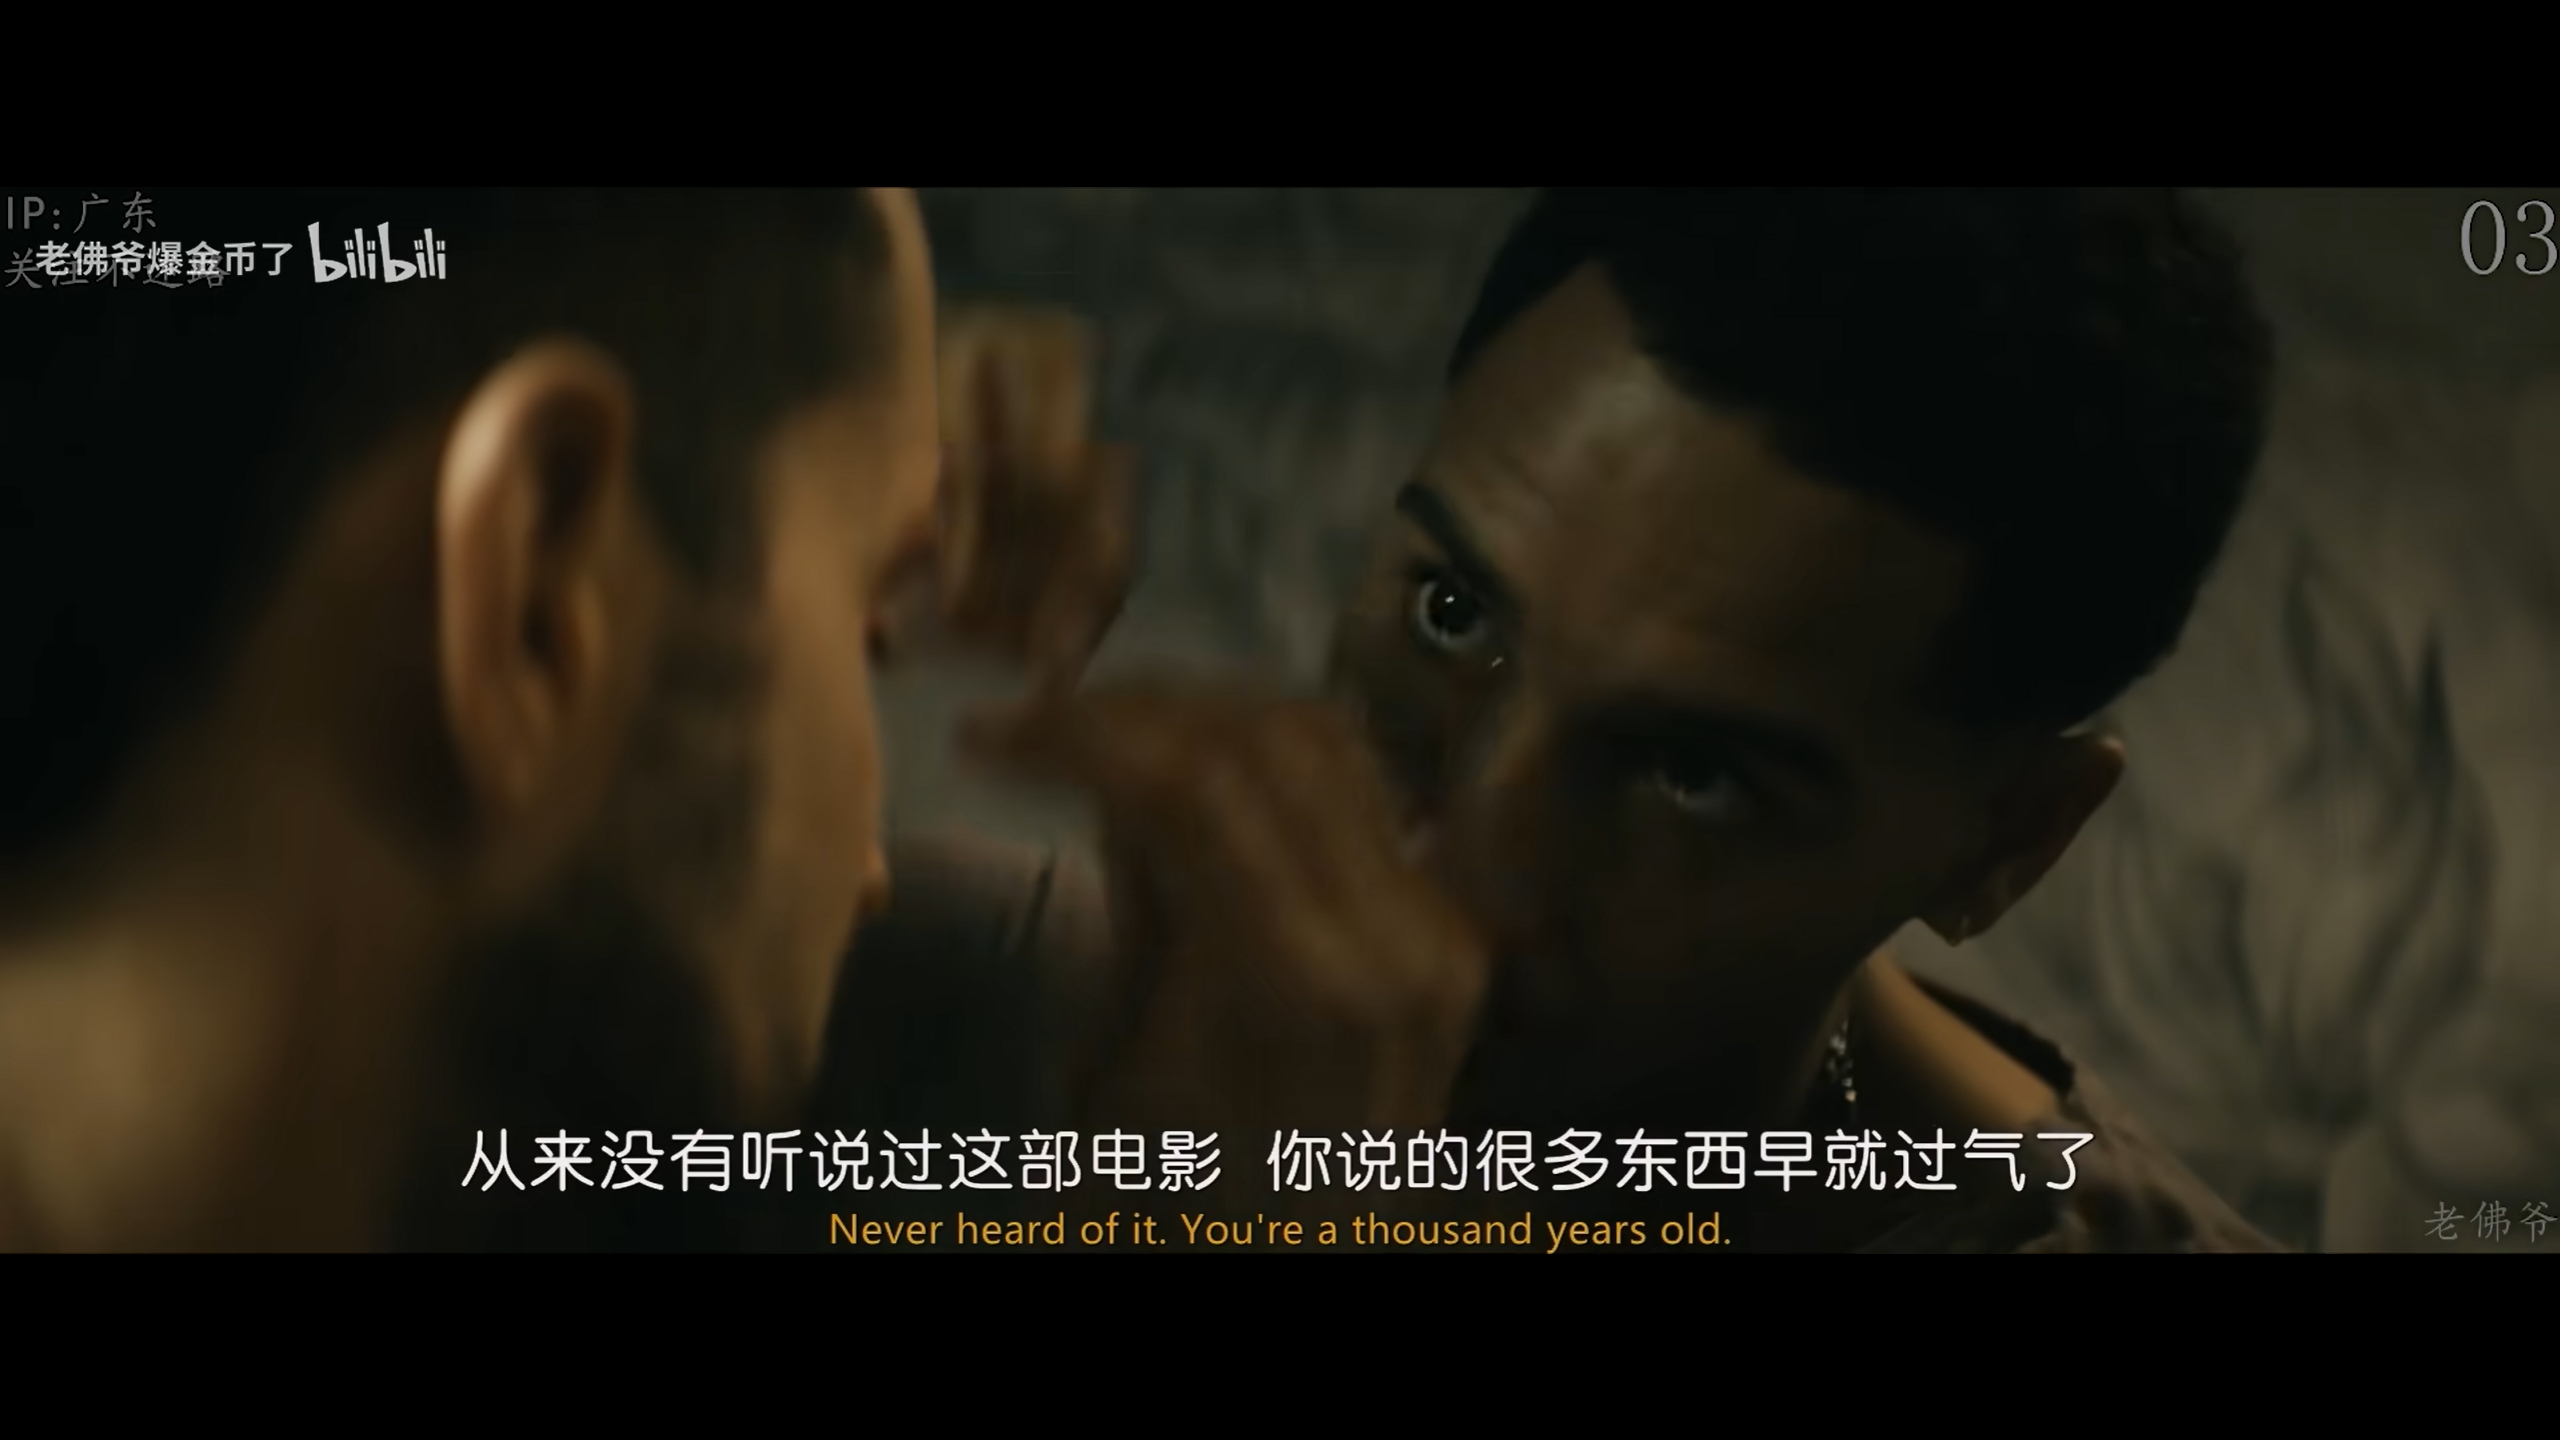 IP:广东
老佛爷爆金币了 bilibili
03
从来没有听说过这部电影 你说的很多东西早就过气了
Never heard of it. You're a thousand years old.
老佛爷